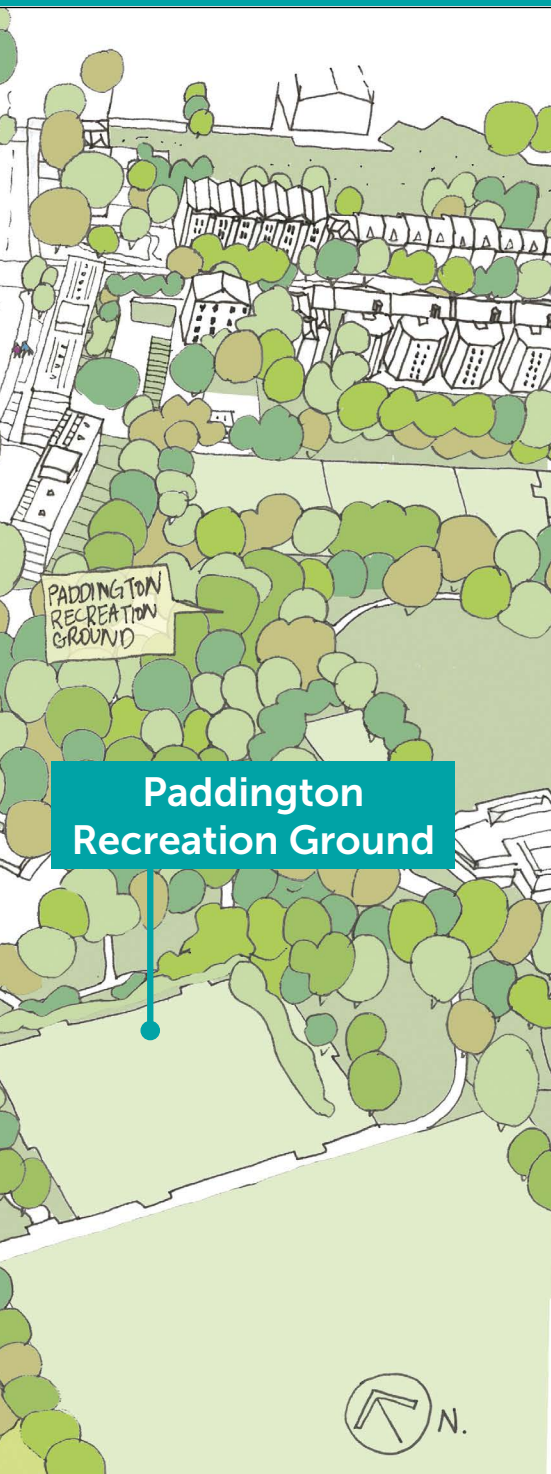 PADDINGTON
RECREATION
GROUND
Paddington
Recreation Ground
N.